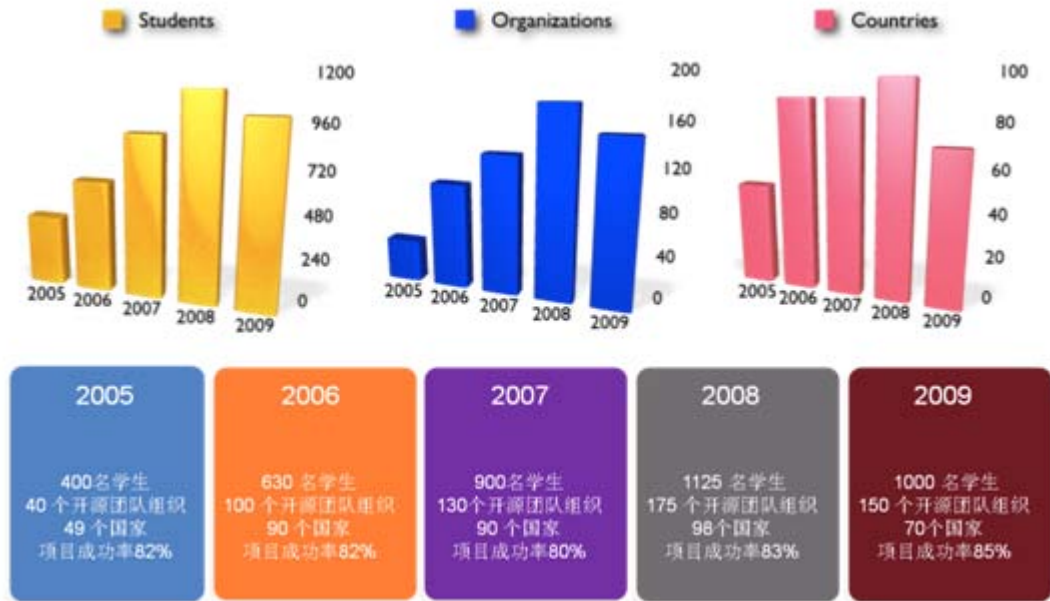 Students
1200
960
720
480
240
0
2005
2006
2007
2008
2009
Organizations
200
160
120
80
40
0
2005
2006
2007
2008
2009
Countries
100
80
60
40
20
0
2005
2006
2007
2008
2009
2005
400名学生
40 个开源团队组织
49 个国家
项目成功率82%
2006
630 名学生
100 个开源团队组织
90 个国家
项目成功率82%
2007
900名学生
130个开源团队组织
90 个国家
项目成功率80%
2008
1125 名学生
175 个开源团队组织
98个国家
项目成功率83%
2009
1000 名学生
150 个开源团队组织
70个国家
项目成功率85%